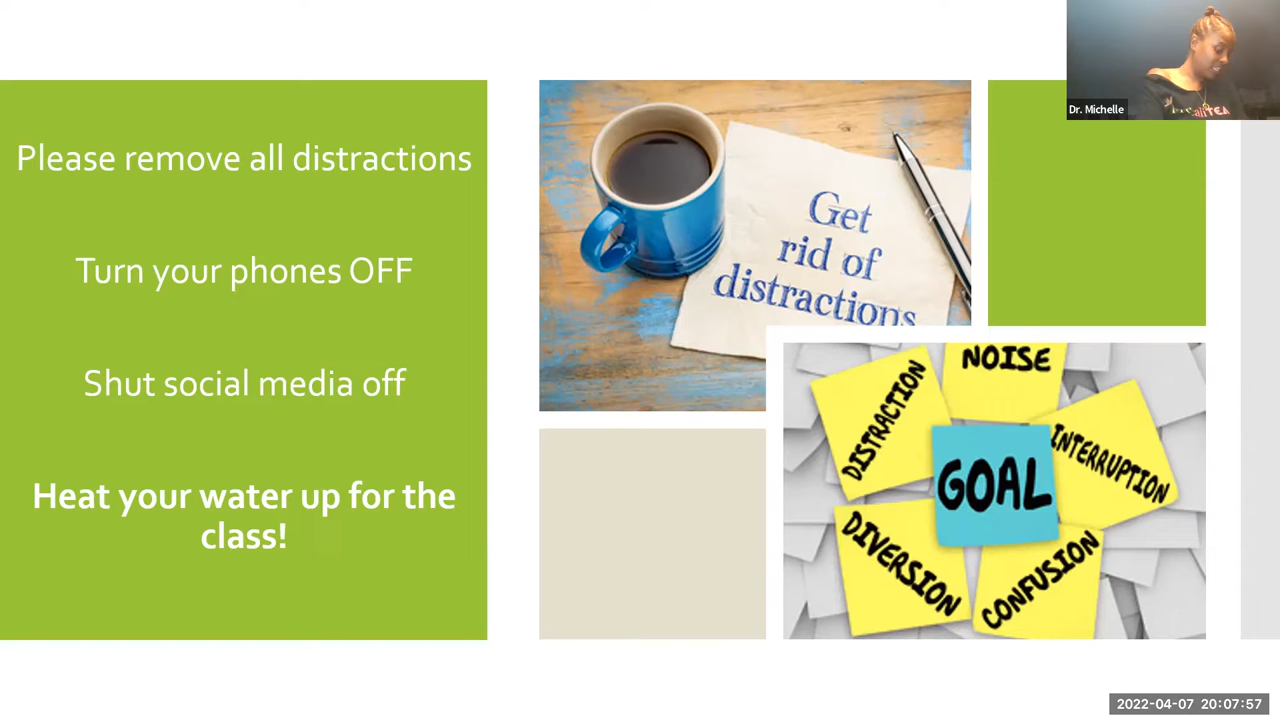 Please remove all distractions
Turn your phones OFF
Shut social media off
Heat your water up for the
class!
Get
rid of
distractions
NOISE
DISTRACTION
INTERRUPTION
GOAL
DIVERSION
CONFUSION
Dr. Michelle
2022-04-07 20:07:57